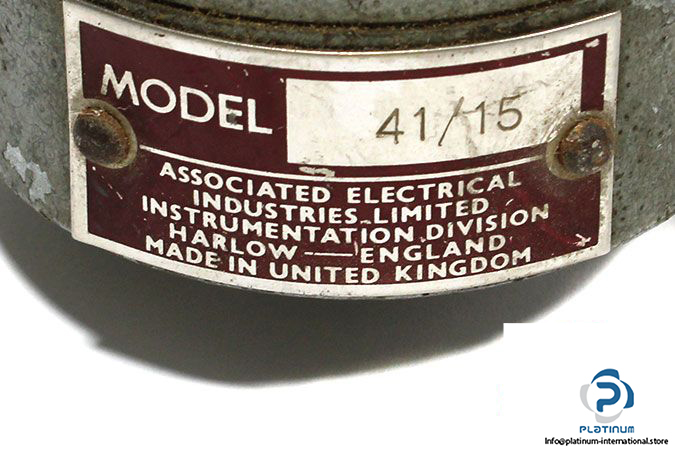 MODEL 41/15
ASSOCIATED ELECTRICAL
INDUSTRIES LIMITED
INSTRUMENTATION DIVISION
HARLOW — ENGLAND
MADE IN UNITED KINGDOM
PLATINUM
Info@platinum-international.store